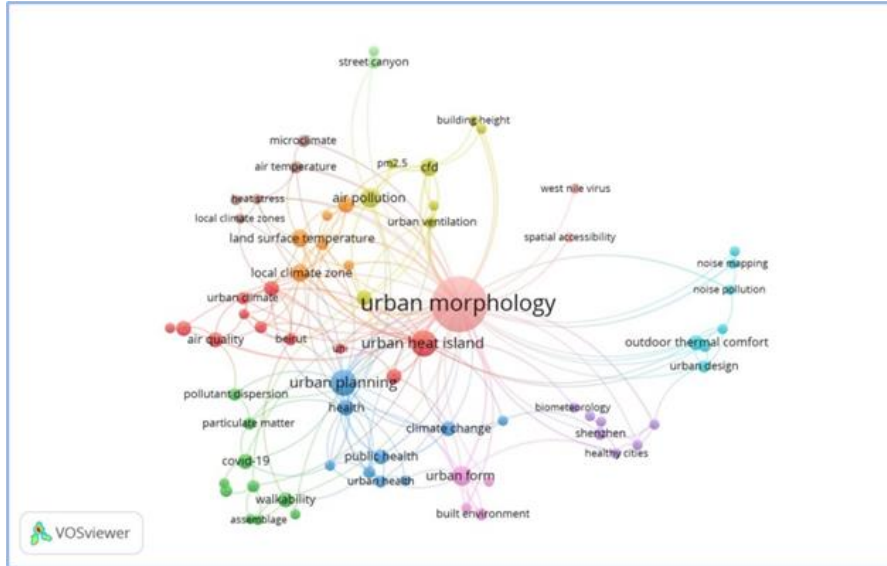 street canyon
building height
microclimate
pm2.5
cfd
air temperature
west nile virus
heat stress
air pollution
local climate zones
urban ventilation
land surface temperature
spatial accessibility
noise mapping
local climate zone
noise pollution
urban climate
urban morphology
air quality
beirut
urban heat island
outdoor thermal comfort
urban planning
urban design
pollutant dispersion
health
biometeorology
particulate matter
climate change
shenzhen
healthy cities
covid-19
public health
urban health
urban form
walkability
assemblage
built environment
VOSviewer